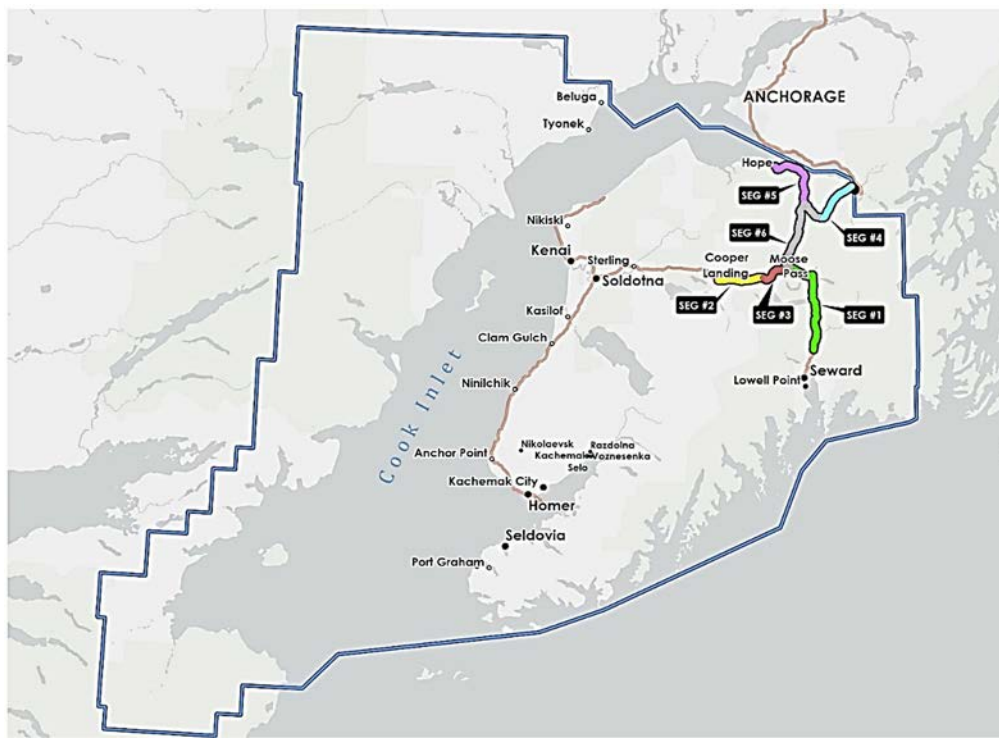 Beluga
ANCHORAGE
Tyonek
Hope
SEG #5
SEG #4
SEG #6
Nikiski
Kenai
Sterling
Cooper
Landing
Moose
Pass
Soldotna
SEG #2
SEG #3
SEG #1
Kasilof
Clam Gulch
Cook Inlet
Seward
Lowell Point
Ninilchik
Nikolaevsk
Razdolna
Kachemak
Voznesenka
Selo
Anchor Point
Kachemak City
Homer
Seldovia
Port Graham